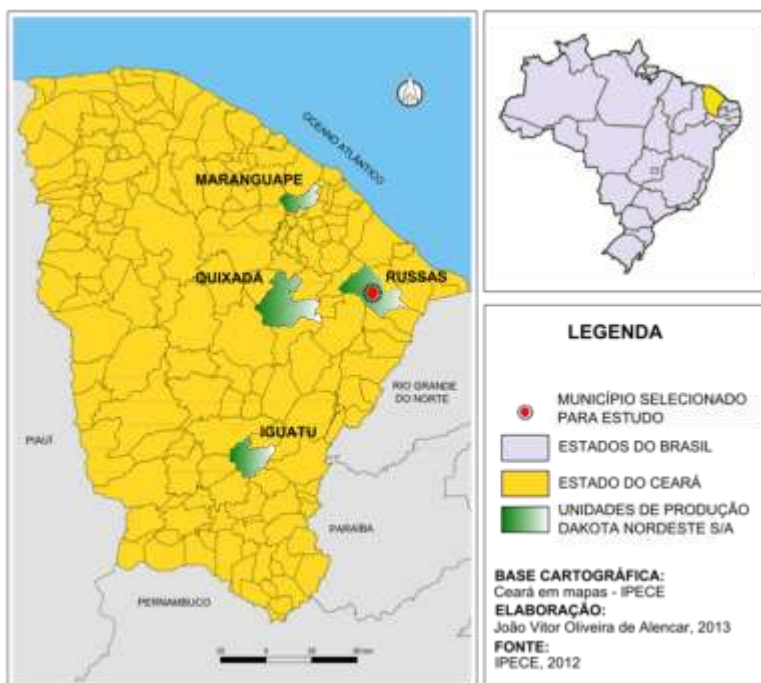 OCEANO ATLÂNTICO
MARANGUAPE
QUIXADÁ
RUSSAS
RIO GRANDE
DO NORTE
IGUATU
PIAUÍ
PARAÍBA
PERNAMBUCO
LEGENDA
MUNICÍPIO SELECIONADO
PARA ESTUDO
ESTADOS DO BRASIL
ESTADO DO CEARÁ
UNIDADES DE PRODUÇÃO
DAKOTA NORDESTE S/A
BASE CARTOGRÁFICA:
Ceará em mapas - IPECE
ELABORAÇÃO:
João Vitor Oliveira de Alencar, 2013
FONTE:
IPECE, 2012